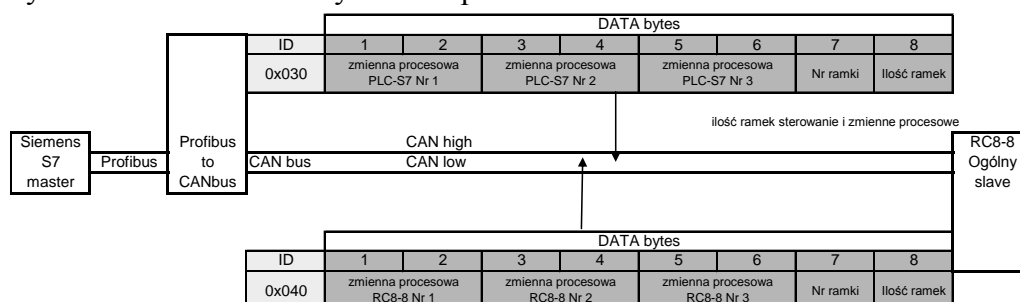 DATA bytes
ID 1 2 3 4 5 6 7 8
0x030 zmienna procesowa PLC-S7 Nr 1 zmienna procesowa PLC-S7 Nr 2 zmienna procesowa PLC-S7 Nr 3 Nr ramki Ilość ramek
ilość ramek sterowanie i zmienne procesowe
Siemens Profibus CAN high RC8-8
S7 Profibus to CAN bus CAN low Ogólny
master CANbus slave
DATA bytes
ID 1 2 3 4 5 6 7 8
0x040 zmienna procesowa RC8-8 Nr 1 zmienna procesowa RC8-8 Nr 2 zmienna procesowa RC8-8 Nr 3 Nr ramki Ilość ramek